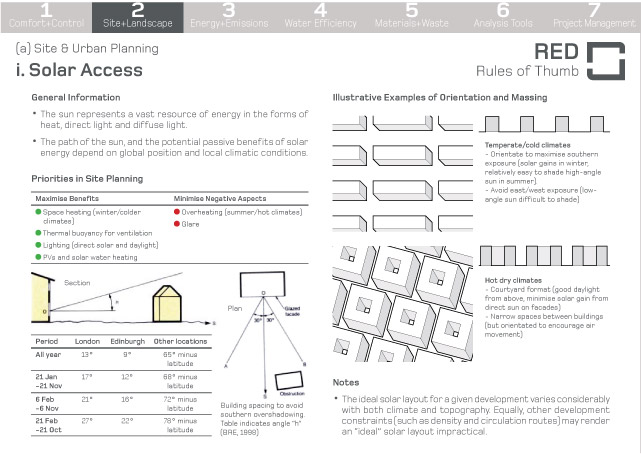 1 2 3 4 5 6 7
Comfort+Control Site+Landscape Energy+Emissions Water Efficiency Materials+Waste Analysis Tools Project Management
(a) Site & Urban Planning
i. Solar Access
RED
Rules of Thumb
General Information
• The sun represents a vast resource of energy in the forms of
heat, direct light and diffuse light.
• The path of the sun, and the potential passive benefits of solar
energy depend on global position and local climatic conditions.
Priorities in Site Planning
Maximise Benefits Minimise Negative Aspects
Space heating (winter/colder
climates)
Thermal buoyancy for ventilation
Lighting (direct solar and daylight)
PVs and solar water heating
Overheating (summer/hot climates)
Glare
Section
O
h
S
Plan
O
Glazed
facade
30° 30°
A
B
S
Obstruction
Period London Edinburgh Other locations
All year 13° 9° 65° minus
latitude
21 Jan 17° 12° 68° minus
–21 Nov latitude
6 Feb 21° 16° 72° minus
–6 Nov latitude
21 Feb 27° 22° 78° minus
–21 Oct latitude
Building spacing to avoid
southern overshadowing.
Table indicates angle "h"
(BRE, 1998)
Illustrative Examples of Orientation and Massing
Temperate/cold climates
- Orientate to maximise southern
exposure (solar gains in winter,
relatively easy to shade high-angle
sun in summer).
- Avoid east/west exposure (low-
angle sun difficult to shade)
Hot dry climates
- Courtyard format (good daylight
from above, minimise solar gain from
direct sun on facades)
- Narrow spaces between buildings
(but orientated to encourage air
movement)
Notes
• The ideal solar layout for a given development varies considerably
with both climate and topography. Equally, other development
constraints (such as density and circulation routes) may render
an "ideal" solar layout impractical.